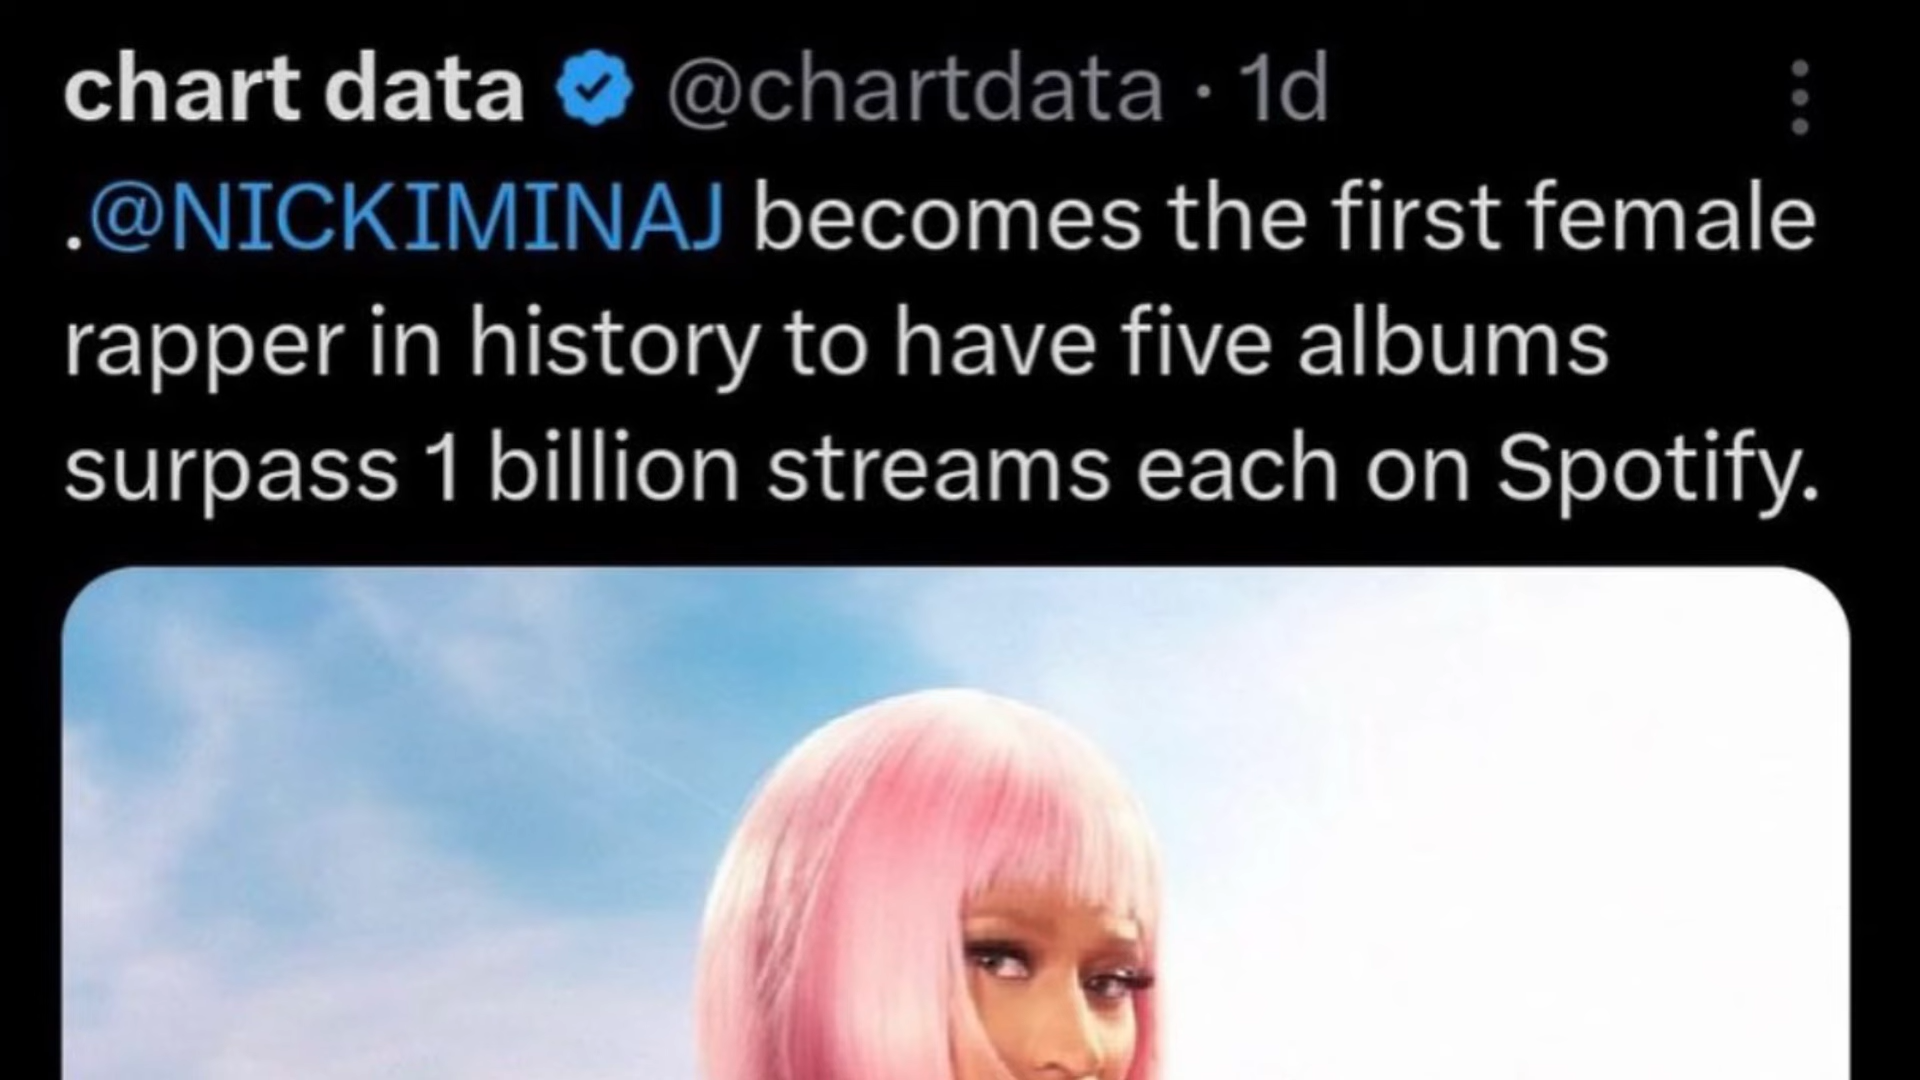 chart data @chartdata · 1d
.@NICKIMINAJ becomes the first female
rapper in history to have five albums
surpass 1 billion streams each on Spotify.